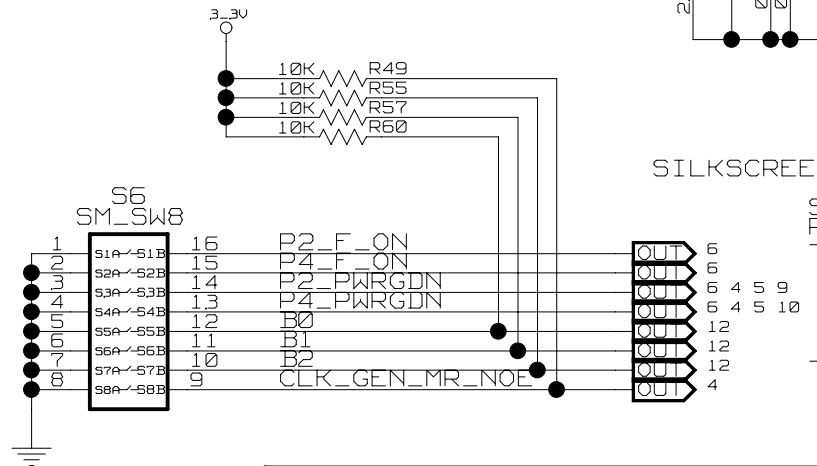 3_3V
10K R49
10K R55
10K R57
10K R60
SILKSCREE
S6
SM_SW8
1 S1A S1B 16 P2_F_ON OUT 6
2 S2A S2B 15 P4_F_ON OUT 6
3 S3A S3B 14 P2_PWRGDN OUT 6 4 5 9
4 S4A S4B 13 P4_PWRGDN OUT 6 4 5 10
5 S5A S5B 12 B0 OUT 12
6 S6A S6B 11 B1 OUT 12
7 S7A S7B 10 B2 OUT 12
8 S8A S8B 9 CLK_GEN_MR_NOE OUT 4